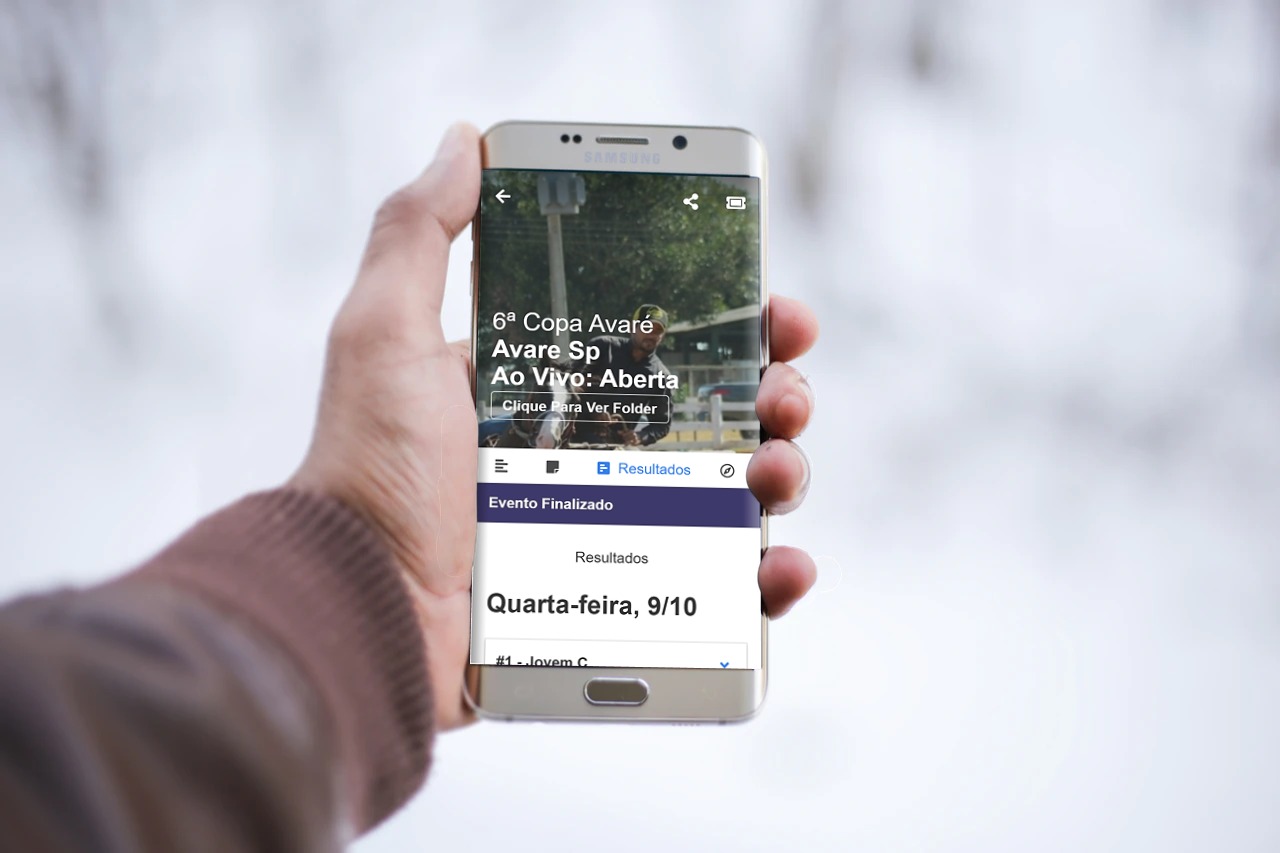 SAMSUNG
6ª Copa Avaré
Avare Sp
Ao Vivo: Aberta
Clique Para Ver Folder
Resultados
Evento Finalizado
Resultados
Quarta-feira, 9/10
#1 - Jovem C